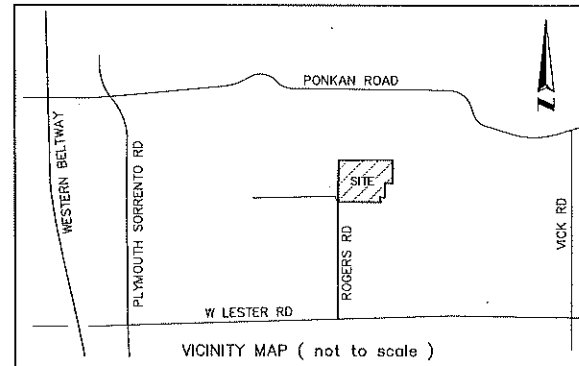 PONKAN ROAD
N
WESTERN BELTWAY
PLYMOUTH SORRENTO RD
SITE
ROGERS RD
VICK RD
W LESTER RD
VICINITY MAP ( not to scale )